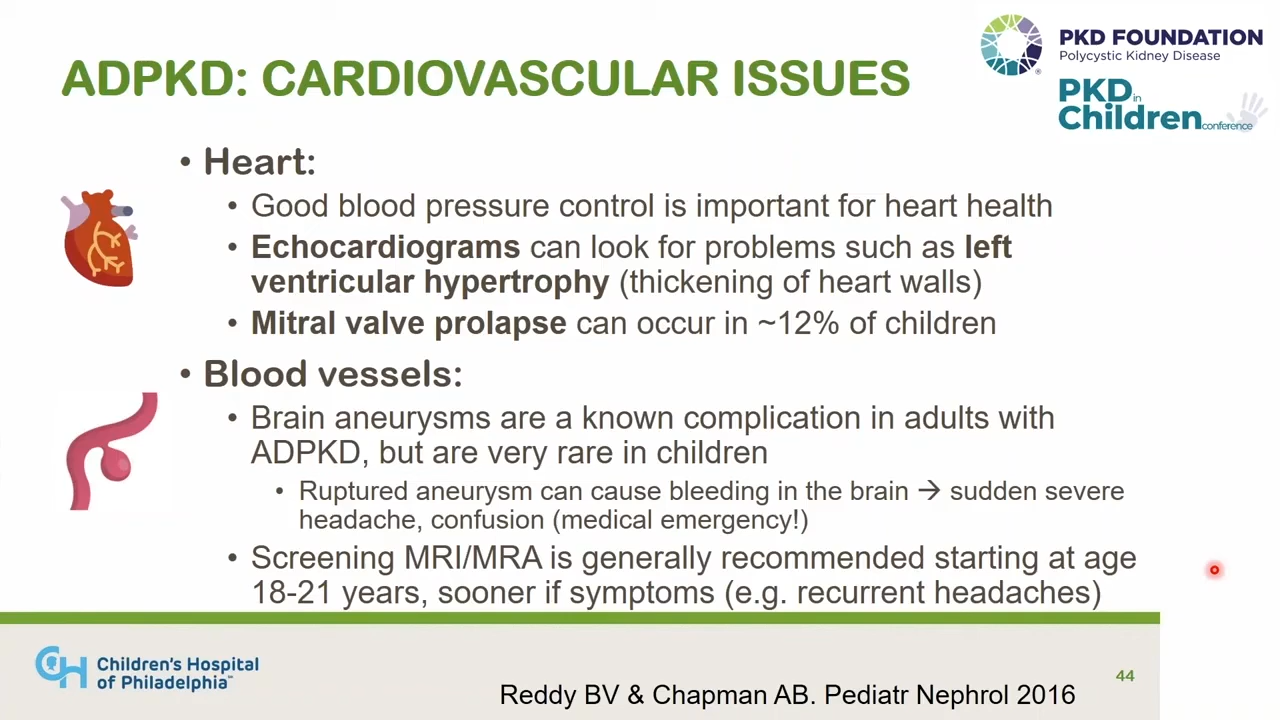 ADPKD: CARDIOVASCULAR ISSUES
PKD FOUNDATION
Polycystic Kidney Disease
PKD in
Children conference
• Heart:
• Good blood pressure control is important for heart health
• Echocardiograms can look for problems such as left
ventricular hypertrophy (thickening of heart walls)
• Mitral valve prolapse can occur in ~12% of children
• Blood vessels:
• Brain aneurysms are a known complication in adults with
ADPKD, but are very rare in children
• Ruptured aneurysm can cause bleeding in the brain → sudden severe
headache, confusion (medical emergency!)
• Screening MRI/MRA is generally recommended starting at age
18-21 years, sooner if symptoms (e.g. recurrent headaches)
CH Children's Hospital
of Philadelphia™
44
Reddy BV & Chapman AB. Pediatr Nephrol 2016